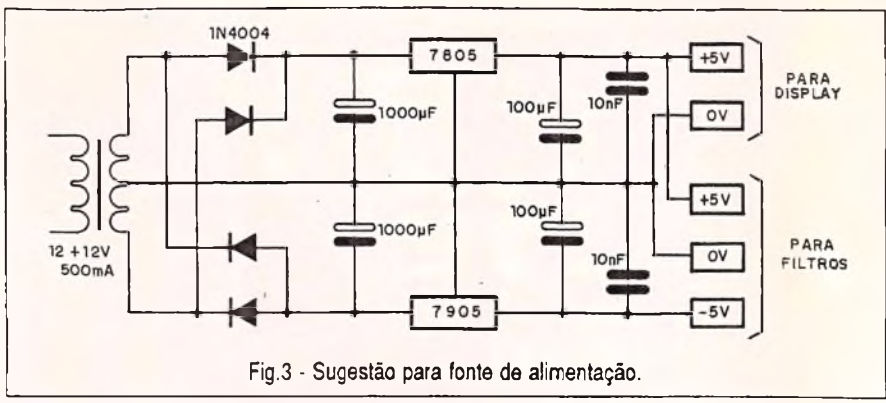 1N4004
7805
+5V
PARA
DISPLAY
0V
1000µF
100µF
10nF
+5V
1000µF
100µF
0V
PARA
FILTROS
12 +12V
500mA
10nF
7905
-5V
Fig.3 - Sugestão para fonte de alimentação.